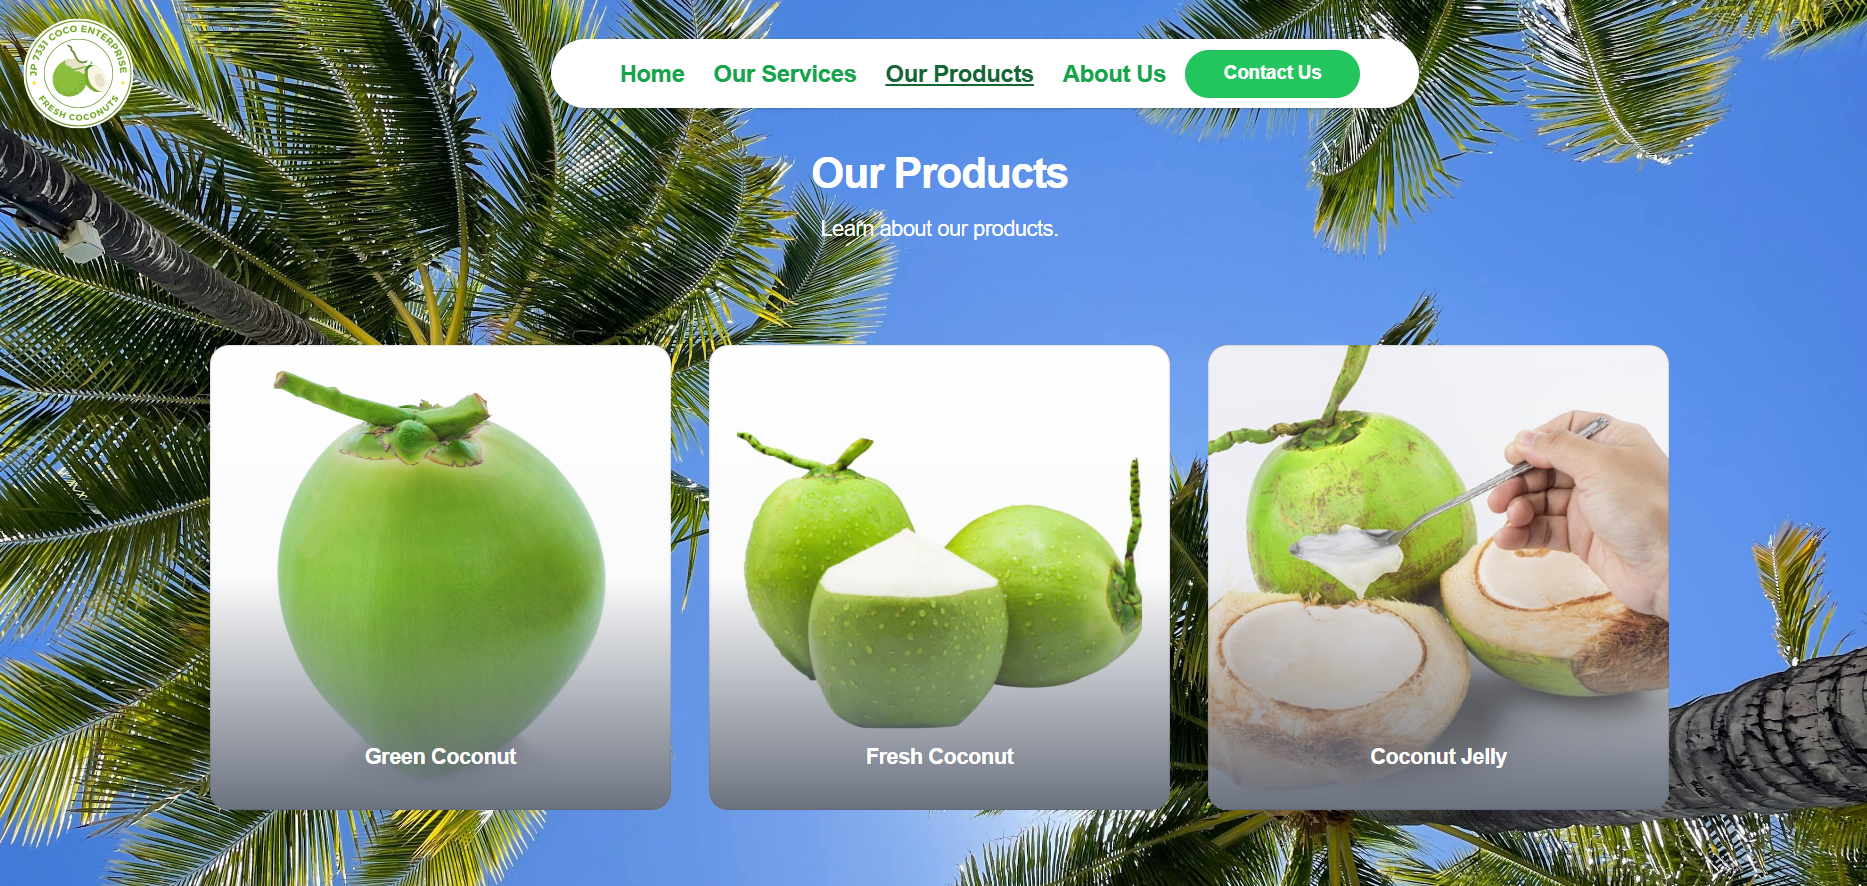 JP 7331 COCO ENTERPRISE
FRESH COCONUTS
Home
Our Services
Our Products
About Us
Contact Us
Our Products
Learn about our products.
Green Coconut
Fresh Coconut
Coconut Jelly